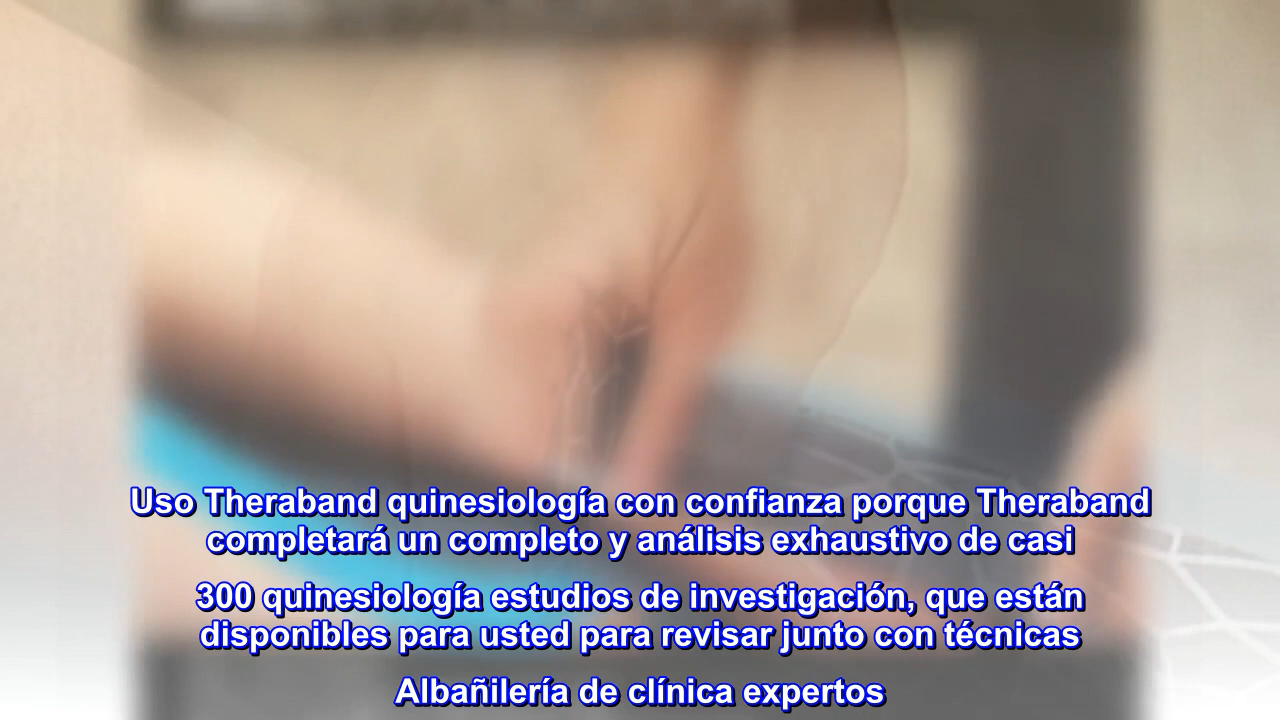 Uso Theraband quinesiología con confianza porque Theraband
completará un completo y análisis exhaustivo de casi
300 quinesiología estudios de investigación, que están
disponibles para usted para revisar junto con técnicas
Albañilería de clínica expertos